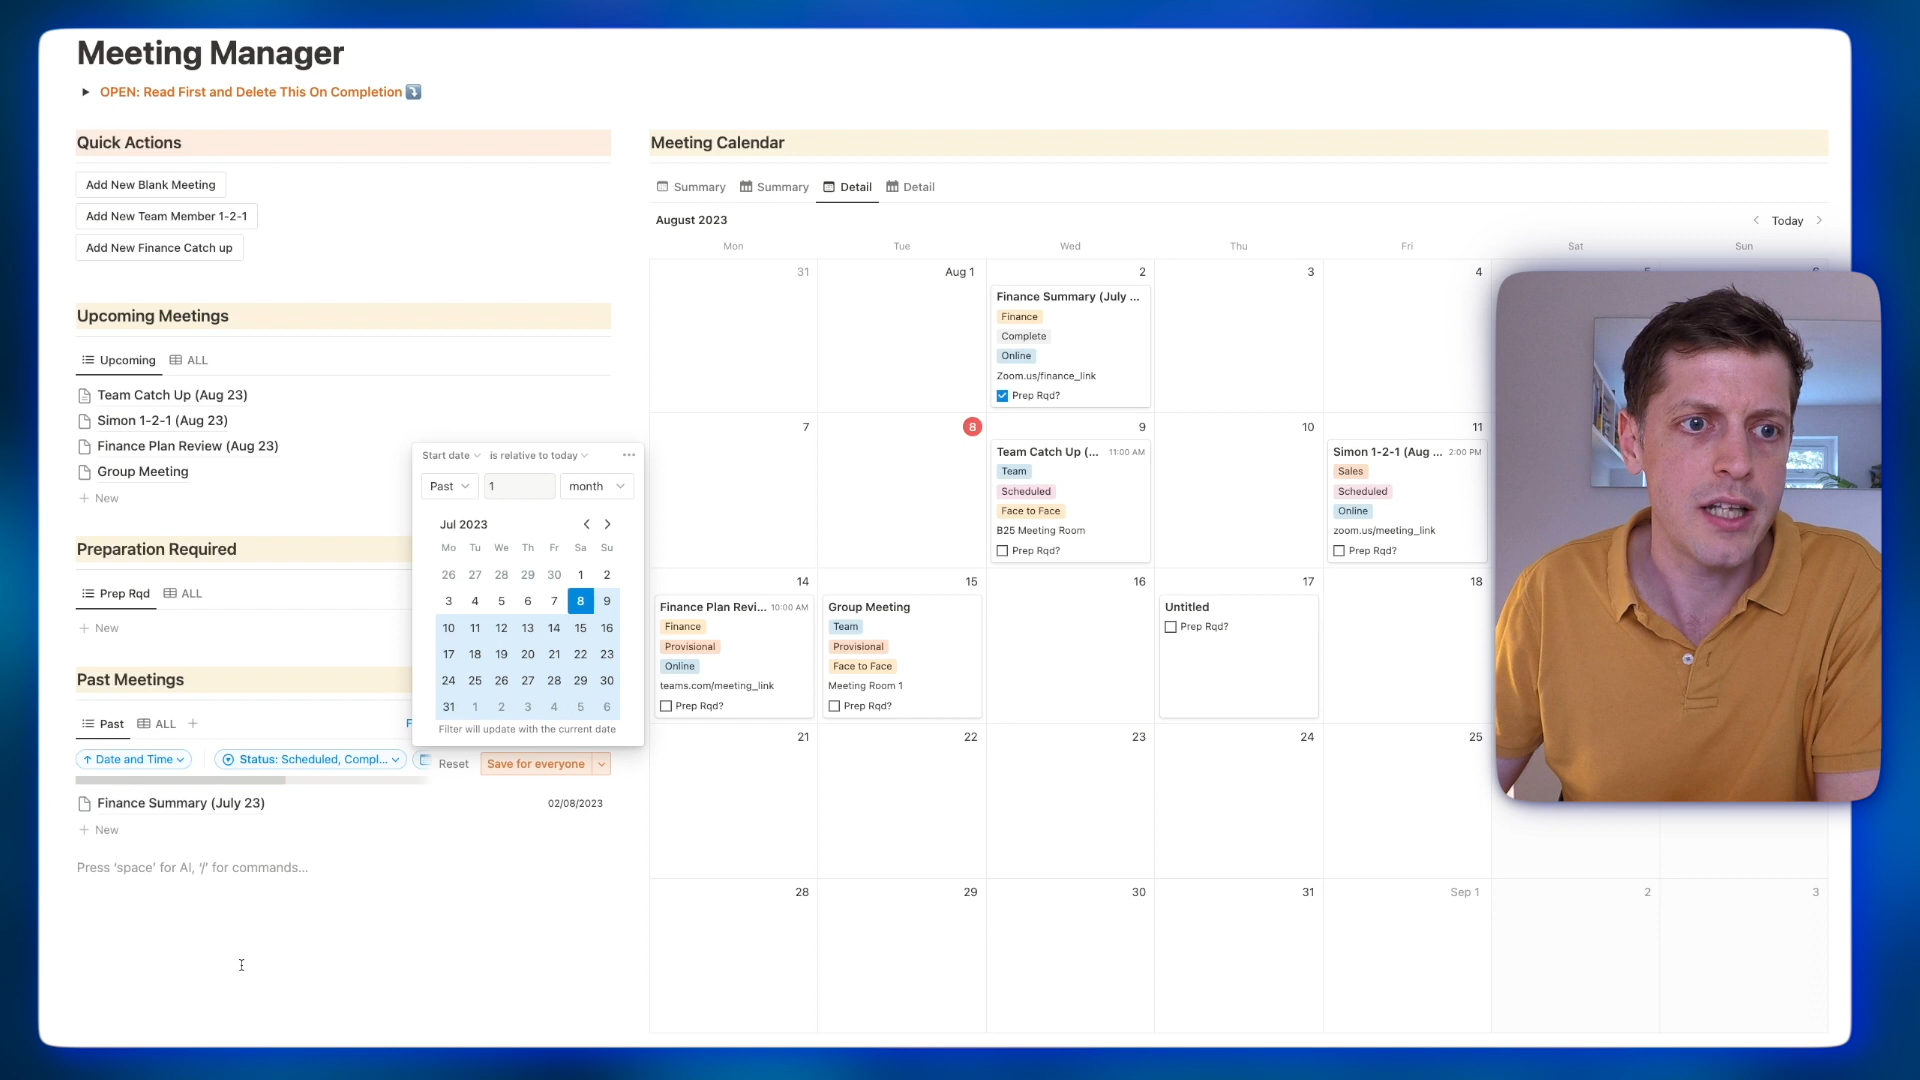 Meeting Manager
OPEN: Read First and Delete This On Completion
Quick Actions
Add New Blank Meeting
Add New Team Member 1-2-1
Add New Finance Catch up
Upcoming Meetings
Upcoming ALL
Team Catch Up (Aug 23)
Simon 1-2-1 (Aug 23)
Finance Plan Review (Aug 23)
Group Meeting
+ New
Preparation Required
Prep Rqd ALL
+ New
Past Meetings
Past ALL +
F
Date and Time
Status: Scheduled, Compl...
Reset
Save for everyone
Finance Summary (July 23) 02/08/2023
+ New
Press ‘space’ for AI, ‘/’ for commands...
Start date is relative to today
Past 1 month
Jul 2023
Mo Tu We Th Fr Sa Su
26 27 28 29 30 1 2
3 4 5 6 7 8 9
10 11 12 13 14 15 16
17 18 19 20 21 22 23
24 25 26 27 28 29 30
31 1 2 3 4 5 6
Filter will update with the current date
Meeting Calendar
Summary Summary Detail Detail
August 2023
Today
Mon Tue Wed Thu Fri Sat Sun
31 Aug 1 2 3 4
Finance Summary (July ...
Finance
Complete
Online
Zoom.us/finance_link
Prep Rqd?
7 8 9 10 11
Team Catch Up (... 11:00 AM
Team
Scheduled
Face to Face
B25 Meeting Room
Prep Rqd?
Simon 1-2-1 (Aug ... 2:00 PM
Sales
Scheduled
Online
zoom.us/meeting_link
Prep Rqd?
14 15 16 17 18
Finance Plan Revi... 10:00 AM
Finance
Provisional
Online
teams.com/meeting_link
Prep Rqd?
Group Meeting
Team
Provisional
Face to Face
Meeting Room 1
Prep Rqd?
Untitled
Prep Rqd?
21 22 23 24 25
28 29 30 31 Sep 1 2 3